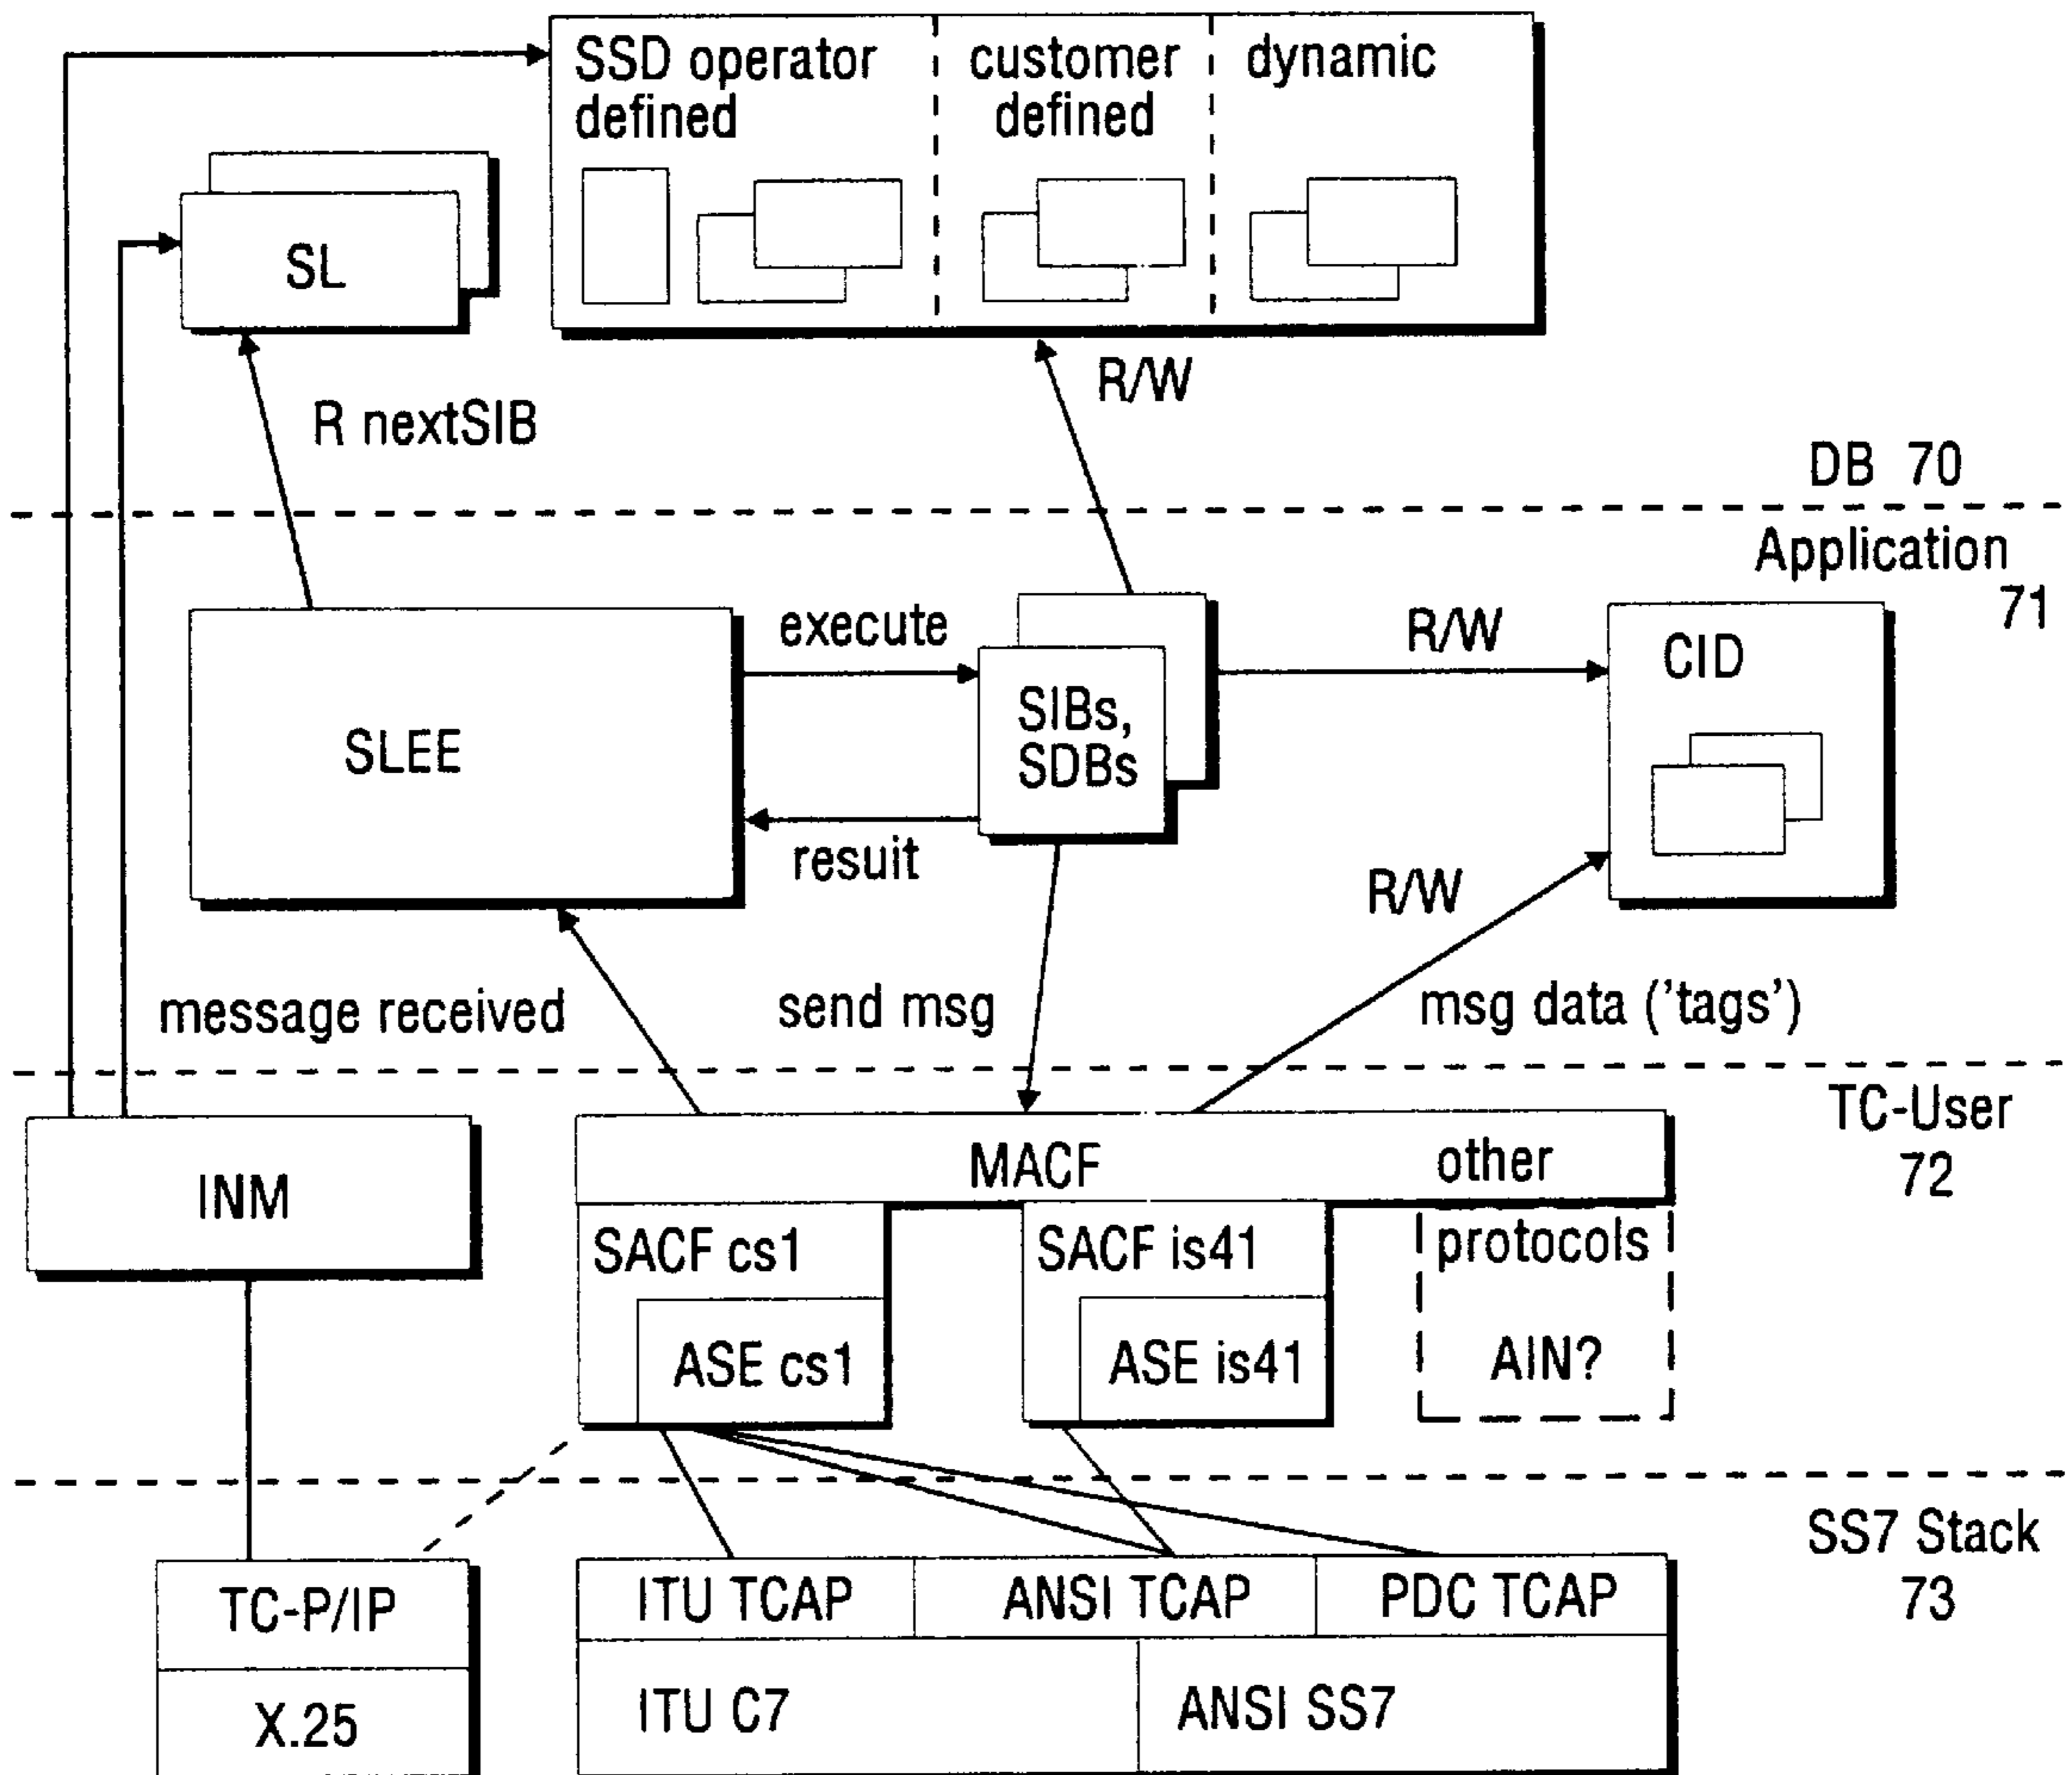 SSD operator
defined
customer
defined
dynamic
SL
R/W
R nextSIB
DB 70
Application
71
execute
R/W
CID
SLEE
SIBs,
SDBs
resuit
R/W
message received
send msg
msg data ('tags')
TC-User
72
INM
MACF
other
SACF cs1
SACF is41
protocols
ASE cs1
ASE is41
AIN?
SS7 Stack
73
TC-P/IP
ITU TCAP
ANSI TCAP
PDC TCAP
X.25
ITU C7
ANSI SS7